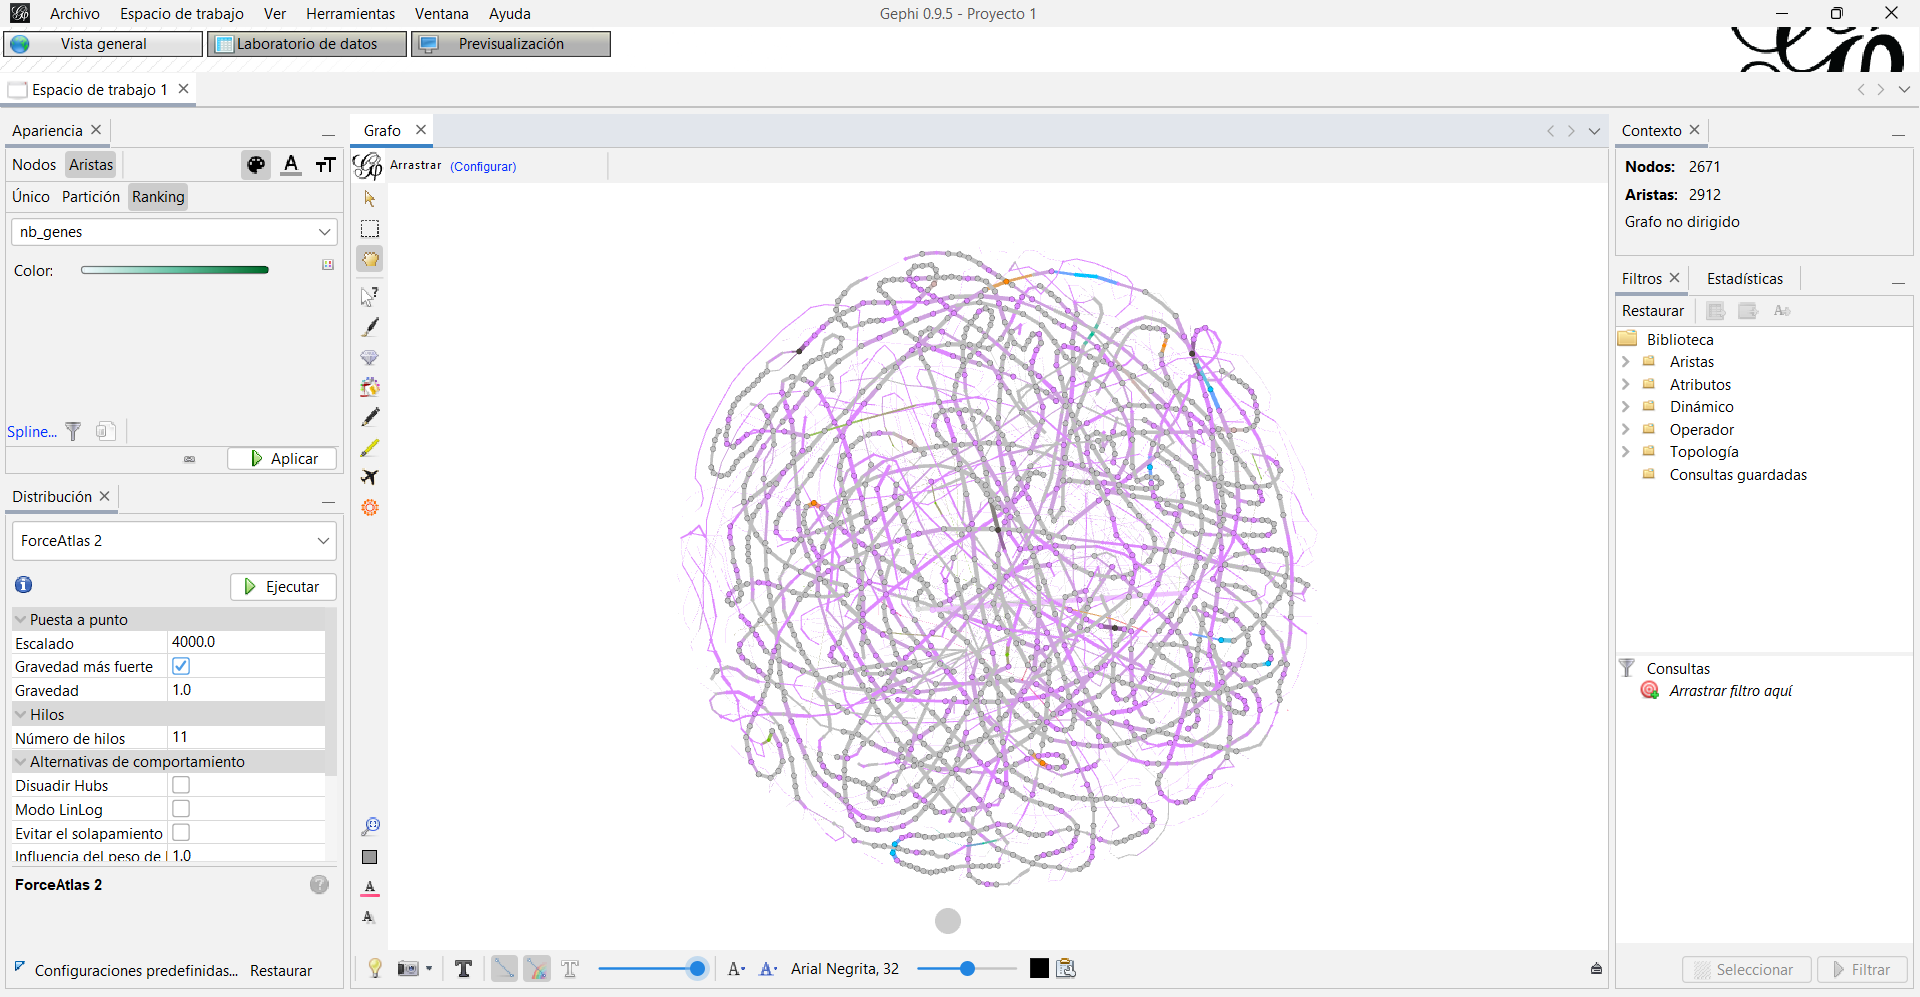 Archivo Espacio de trabajo Ver Herramientas Ventana Ayuda
Gephi 0.9.5 - Proyecto 1
Vista general Laboratorio de datos Previsualización
Espacio de trabajo 1
Apariencia
Nodos Aristas
Único Partición Ranking
nb_genes
Color:
Spline...
Aplicar
Distribución
ForceAtlas 2
Ejecutar
Puesta a punto
Escalado 4000.0
Gravedad más fuerte
Gravedad 1.0
Hilos
Número de hilos 11
Alternativas de comportamiento
Disuadir Hubs
Modo LinLog
Evitar el solapamiento
Influencia del peso de 1.0
ForceAtlas 2
Configuraciones predefinidas... Restaurar
Grafo
Arrastrar (Configurar)
Arial Negrita, 32
Contexto
Nodos: 2671
Aristas: 2912
Grafo no dirigido
Filtros Estadísticas
Restaurar
Biblioteca
Aristas
Atributos
Dinámico
Operador
Topología
Consultas guardadas
Consultas
Arrastrar filtro aquí
Seleccionar Filtrar